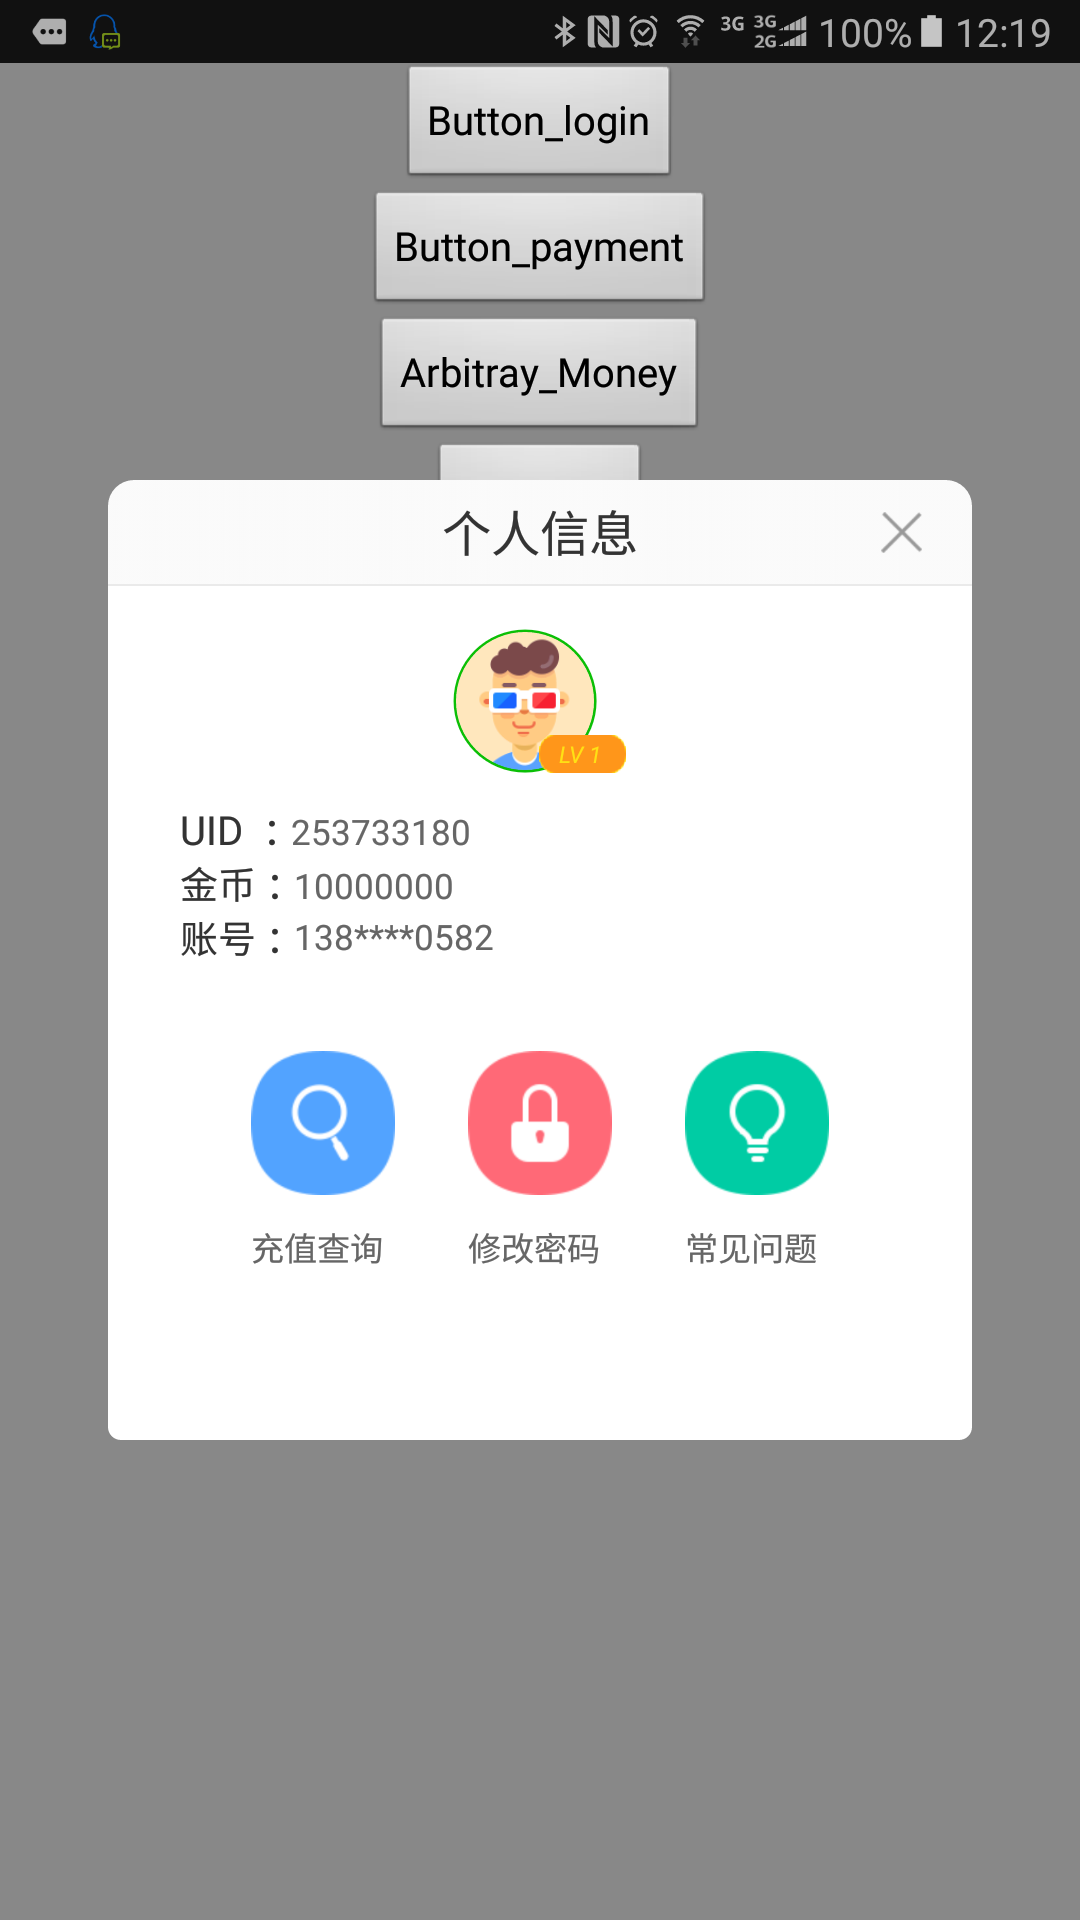 3G 3G 2G 100% 12:19
Button_login
Button_payment
Arbitray_Money
个人信息
LV 1
UID ：253733180
金币：10000000
账号：138****0582
充值查询 修改密码 常见问题